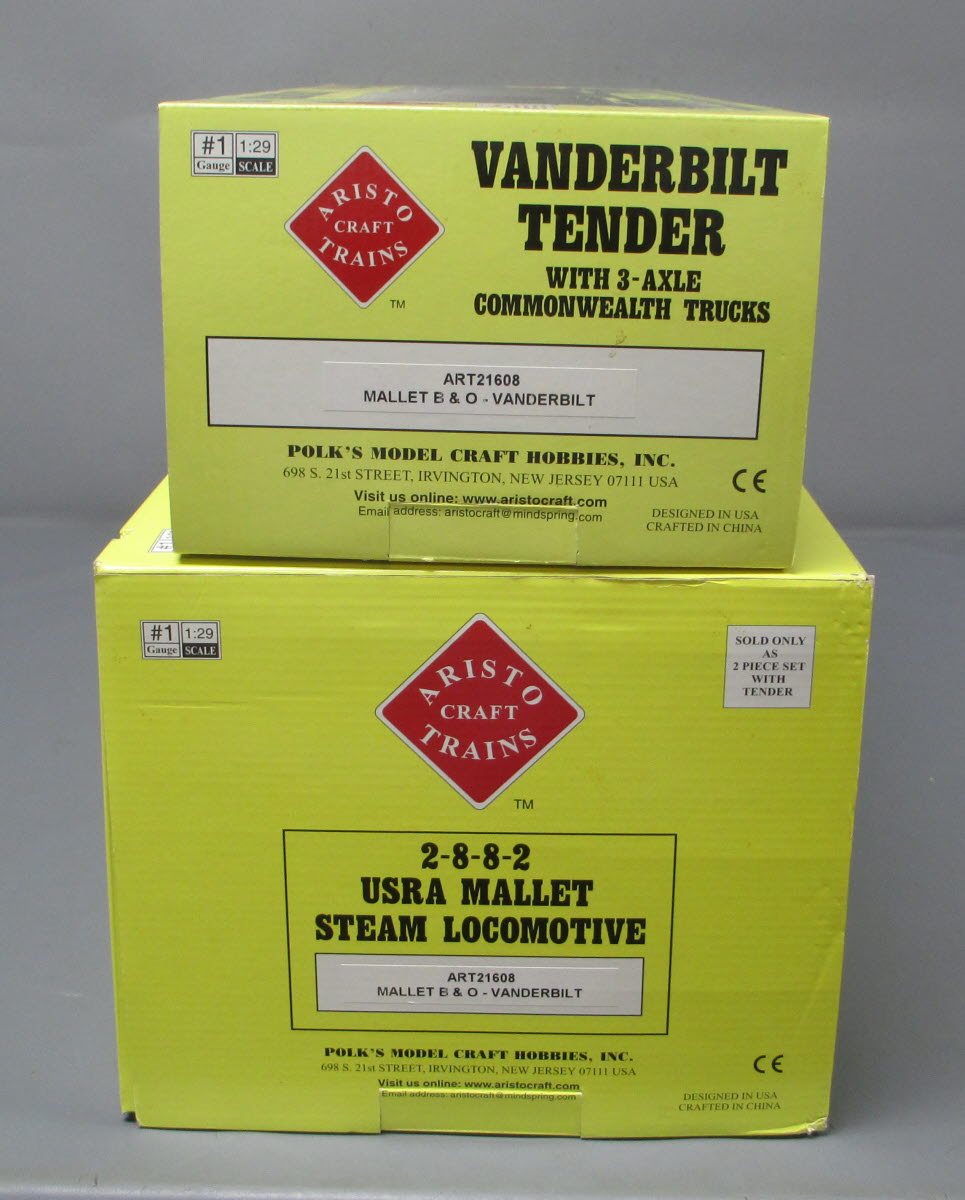 #1 1:29
Gauge SCALE
ARISTO
CRAFT
TRAINS
TM
VANDERBILT
TENDER
WITH 3-AXLE
COMMONWEALTH TRUCKS
ART21608
MALLET B & O - VANDERBILT
POLK'S MODEL CRAFT HOBBIES, INC.
698 S. 21st STREET, IRVINGTON, NEW JERSEY 07111 USA
Visit us online: www.aristocraft.com
Email address: aristocraft@mindspring.com
CE
DESIGNED IN USA
CRAFTED IN CHINA
#1 1:29
Gauge SCALE
ARISTO
CRAFT
TRAINS
TM
SOLD ONLY
AS
2 PIECE SET
WITH
TENDER
2-8-8-2
USRA MALLET
STEAM LOCOMOTIVE
ART21608
MALLET B & O - VANDERBILT
POLK'S MODEL CRAFT HOBBIES, INC.
698 S. 21st STREET, IRVINGTON, NEW JERSEY 07111 USA
Visit us online: www.aristocraft.com
Email address: aristocraft@mindspring.com
CE
DESIGNED IN USA
CRAFTED IN CHINA